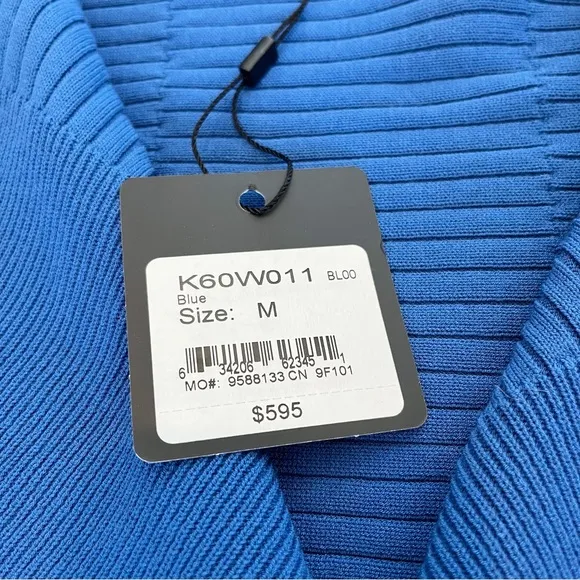 K60W011 BL00
Blue
Size: M
6 34206 62345 1
MO#: 9588133 CN 9F101
$595